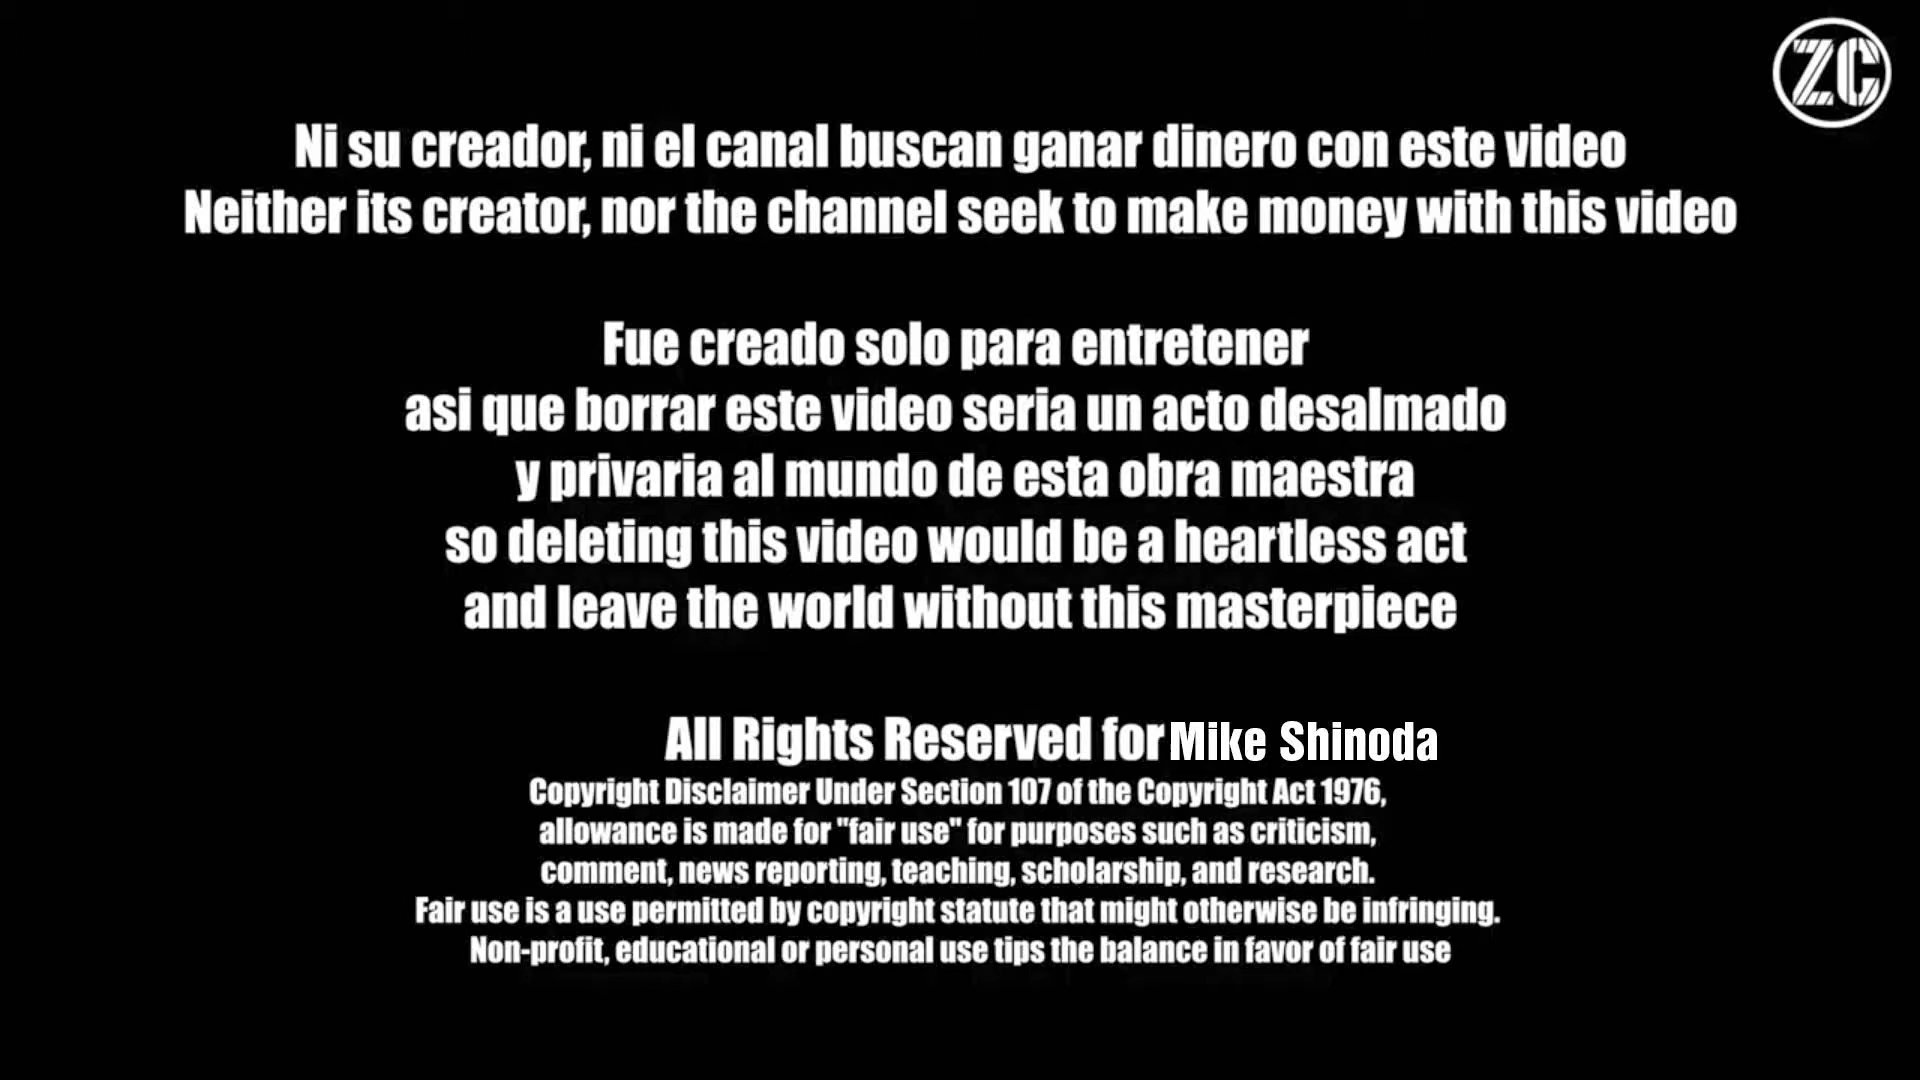 ZC
Ni su creador, ni el canal buscan ganar dinero con este video
Neither its creator, nor the channel seek to make money with this video
Fue creado solo para entretener
asi que borrar este video seria un acto desalmado
y privaria al mundo de esta obra maestra
so deleting this video would be a heartless act
and leave the world without this masterpiece
All Rights Reserved for Mike Shinoda
Copyright Disclaimer Under Section 107 of the Copyright Act 1976,
allowance is made for "fair use" for purposes such as criticism,
comment, news reporting, teaching, scholarship, and research.
Fair use is a use permitted by copyright statute that might otherwise be infringing.
Non-profit, educational or personal use tips the balance in favor of fair use